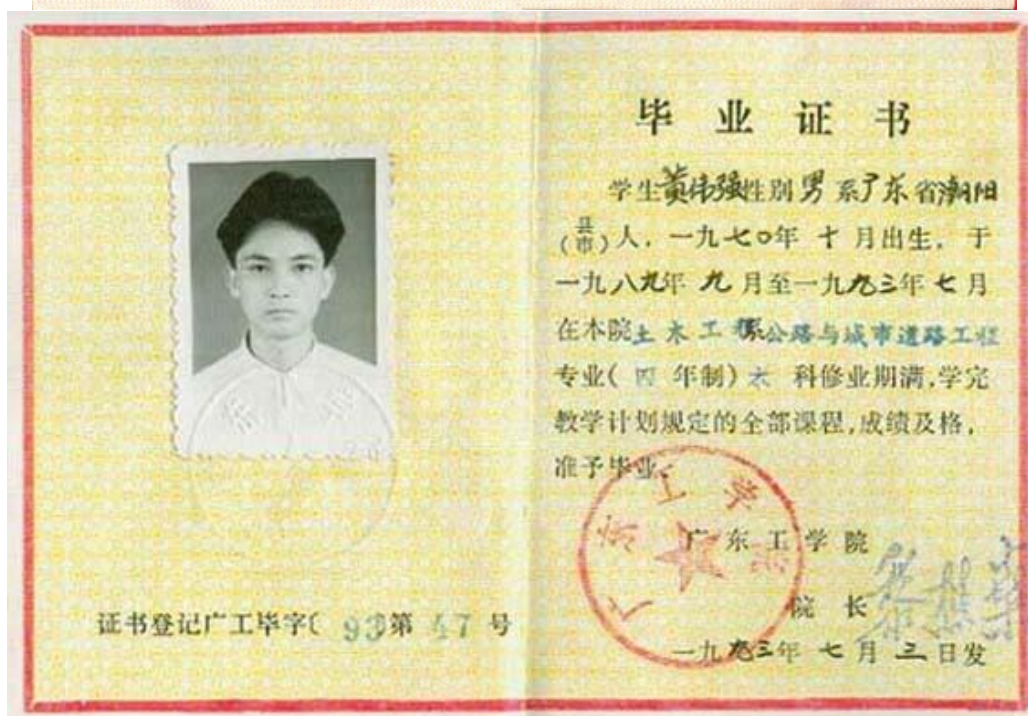 证书登记广工毕字〔93〕第 47 号
毕业证书
学生黄伟强性别男系广东省潮阳
(县市)人,一九七〇年十月出生,于
一九八九年九月至一九九三年七月
在本院土木工程系公路与城市道路工程
专业(四年制)本科修业期满,学完
教学计划规定的全部课程,成绩及格,
准予毕业。
广东工学院
广东工学院
院长
一九九三年七月三日发